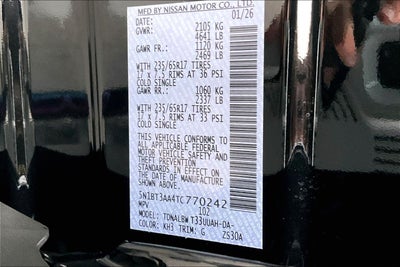 MFD BY NISSAN MOTOR CO., LTD.
DATE: 01/26
GVWR: 2105 KG
4641 LB
GAWR FR.: 1120 KG
2469 LB
WITH 235/65R17 TIRES
17 x 7.5 RIMS AT 36 PSI
COLD SINGLE
GAWR RR.: 1060 KG
2337 LB
WITH 235/65R17 TIRES
17 x 7.5 RIMS AT 33 PSI
COLD SINGLE
THIS VEHICLE CONFORMS TO
ALL APPLICABLE FEDERAL
MOTOR VEHICLE SAFETY AND
THEFT PREVENTION
STANDARDS IN EFFECT ON
THE DATE OF MANUFACTURE
SHOWN ABOVE.
5N1BT3AA4TC770242
MPV 102
MODEL: TDNALBWT33UUAH-DA-
COLOR: KH3 TRIM: G ZS30A